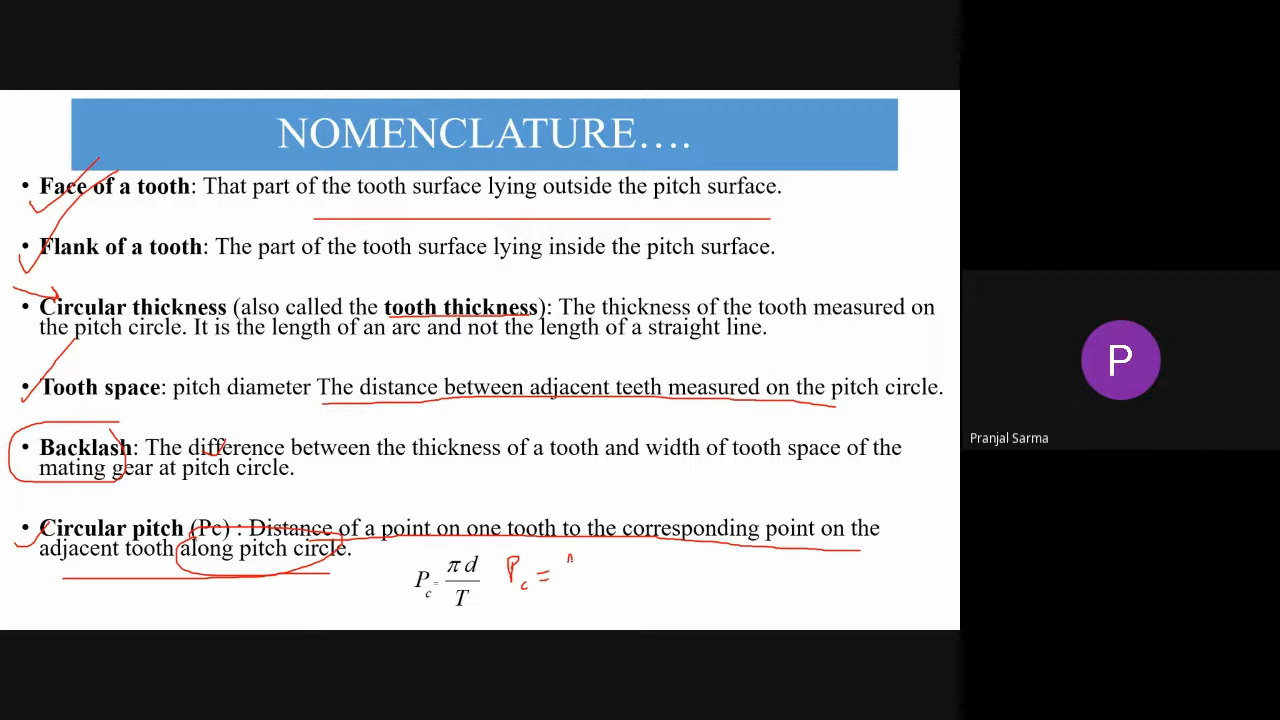 NOMENCLATURE….
• Face of a tooth: That part of the tooth surface lying outside the pitch surface.
• Flank of a tooth: The part of the tooth surface lying inside the pitch surface.
• Circular thickness (also called the tooth thickness): The thickness of the tooth measured on
the pitch circle. It is the length of an arc and not the length of a straight line.
• Tooth space: pitch diameter The distance between adjacent teeth measured on the pitch circle.
• Backlash: The difference between the thickness of a tooth and width of tooth space of the
mating gear at pitch circle.
• Circular pitch (Pc) : Distance of a point on one tooth to the corresponding point on the
adjacent tooth along pitch circle.
P_c = πd/T P_c =
P
Pranjal Sarma